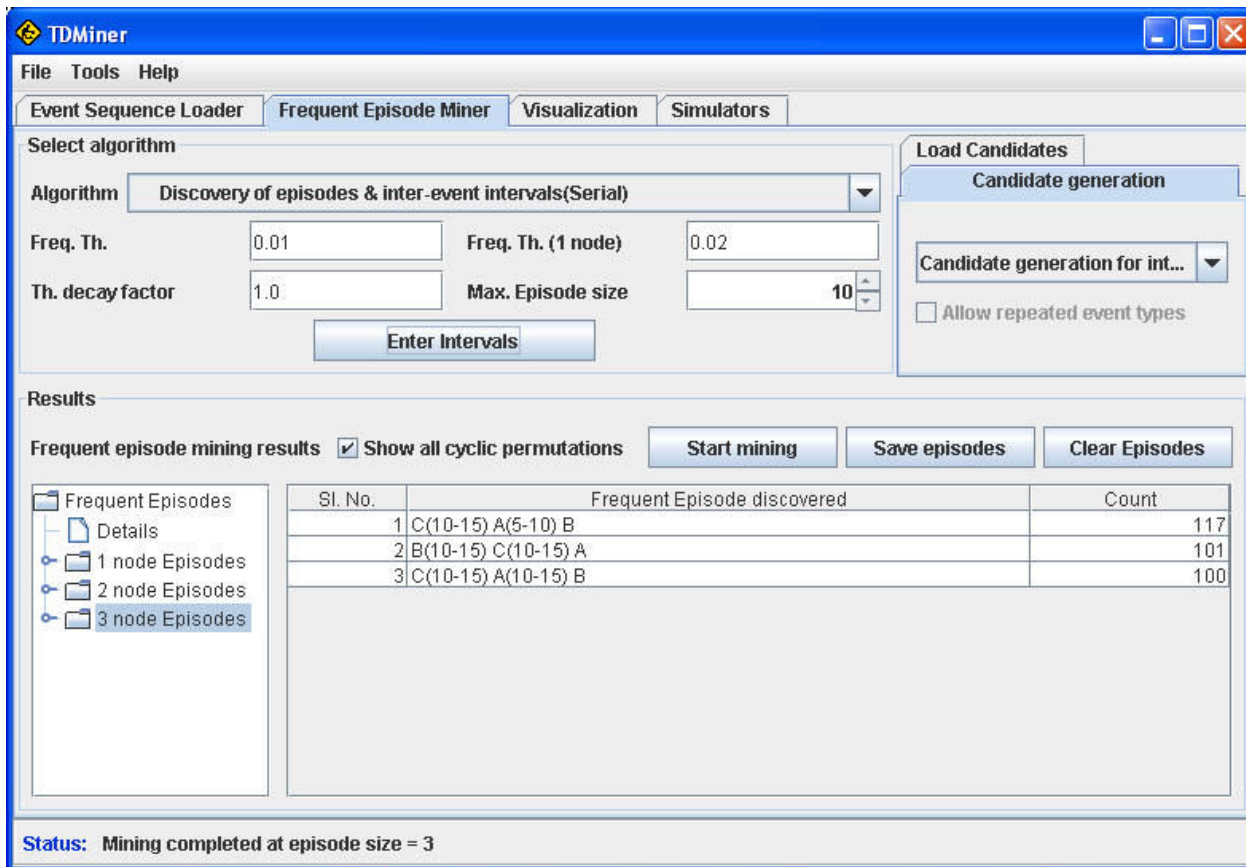 TDMiner
File Tools Help
Event Sequence Loader Frequent Episode Miner Visualization Simulators
Select algorithm
Algorithm Discovery of episodes & inter-event intervals(Serial)
Freq. Th. 0.01 Freq. Th. (1 node) 0.02
Th. decay factor 1.0 Max. Episode size 10
Enter Intervals
Load Candidates
Candidate generation
Candidate generation for int...
Allow repeated event types
Results
Frequent episode mining results Show all cyclic permutations Start mining Save episodes Clear Episodes
Frequent Episodes
Details
1 node Episodes
2 node Episodes
3 node Episodes
Sl. No. Frequent Episode discovered Count
1 C(10-15) A(5-10) B 117
2 B(10-15) C(10-15) A 101
3 C(10-15) A(10-15) B 100
Status: Mining completed at episode size = 3